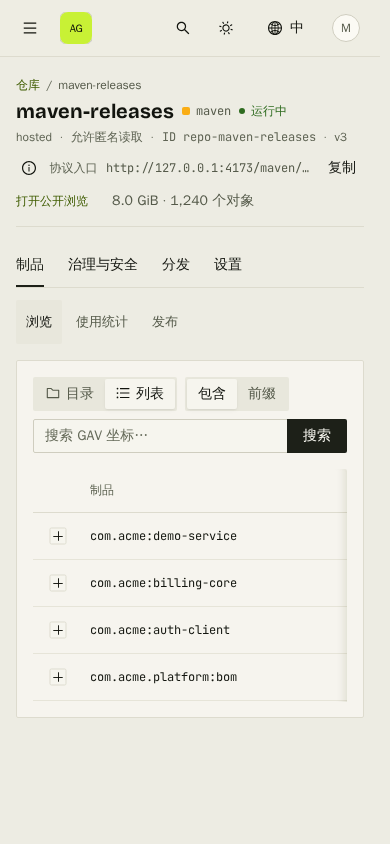 AG 中 M
仓库 / maven-releases
maven-releases maven 运行中
hosted · 允许匿名读取 · ID repo-maven-releases · v3
协议入口 http://127.0.0.1:4173/maven/… 复制
打开公开浏览 8.0 GiB · 1,240 个对象
制品 治理与安全 分发 设置
浏览 使用统计 发布
目录 列表 包含 前缀
搜索 GAV 坐标… 搜索
制品
com.acme:demo-service
com.acme:billing-core
com.acme:auth-client
com.acme.platform:bom